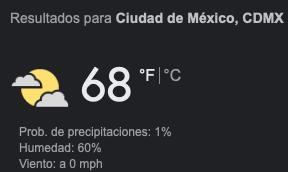 Resultados para Ciudad de México, CDMX
68 °F | °C
Prob. de precipitaciones: 1%
Humedad: 60%
Viento: a 0 mph